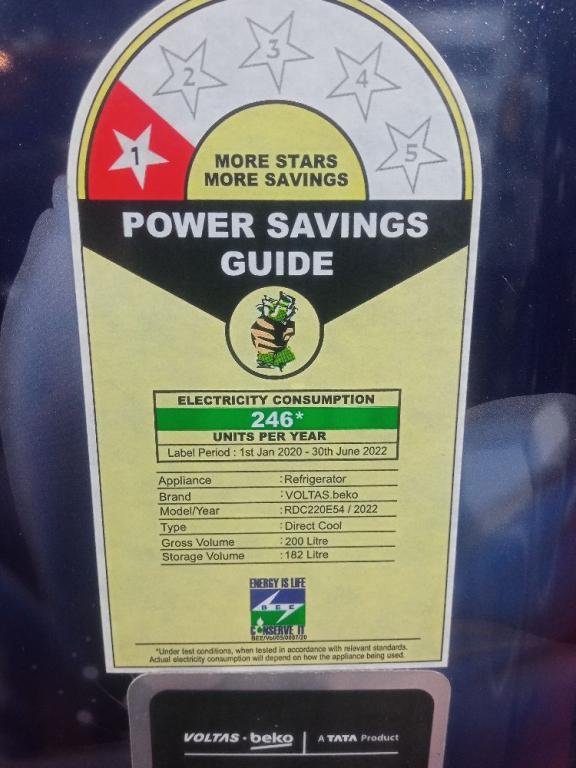 1 2 3 4 5
MORE STARS
MORE SAVINGS
POWER SAVINGS
GUIDE
ELECTRICITY CONSUMPTION
246*
UNITS PER YEAR
Label Period : 1st Jan 2020 - 30th June 2022
Appliance : Refrigerator
Brand : VOLTAS.beko
Model/Year : RDC220E54 / 2022
Type : Direct Cool
Gross Volume : 200 Litre
Storage Volume : 182 Litre
ENERGY IS LIFE
BEE
CONSERVE IT
*Under test conditions, when tested in accordance with relevant standards.
Actual electricity consumption will depend on how the appliance being used.
VOLTAS · beko | A TATA Product